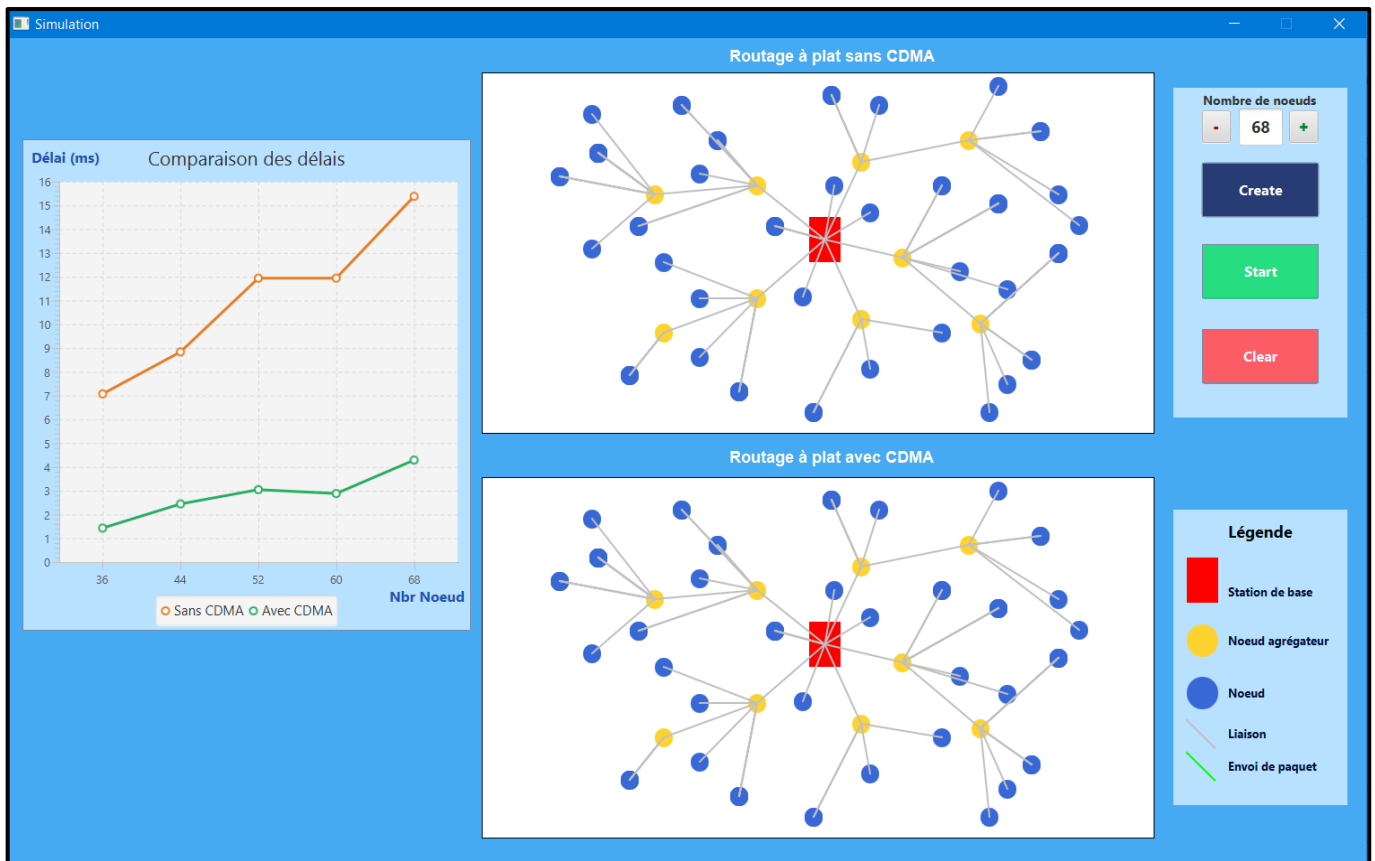 Simulation
Délai (ms)
Comparaison des délais
16
15
14
13
12
11
10
9
8
7
6
5
4
3
2
1
0
36 44 52 60 68
Nbr Noeud
Sans CDMA Avec CDMA
Routage à plat sans CDMA
Routage à plat avec CDMA
Nombre de noeuds
- 68 +
Create
Start
Clear
Légende
Station de base
Noeud agrégateur
Noeud
Liaison
Envoi de paquet